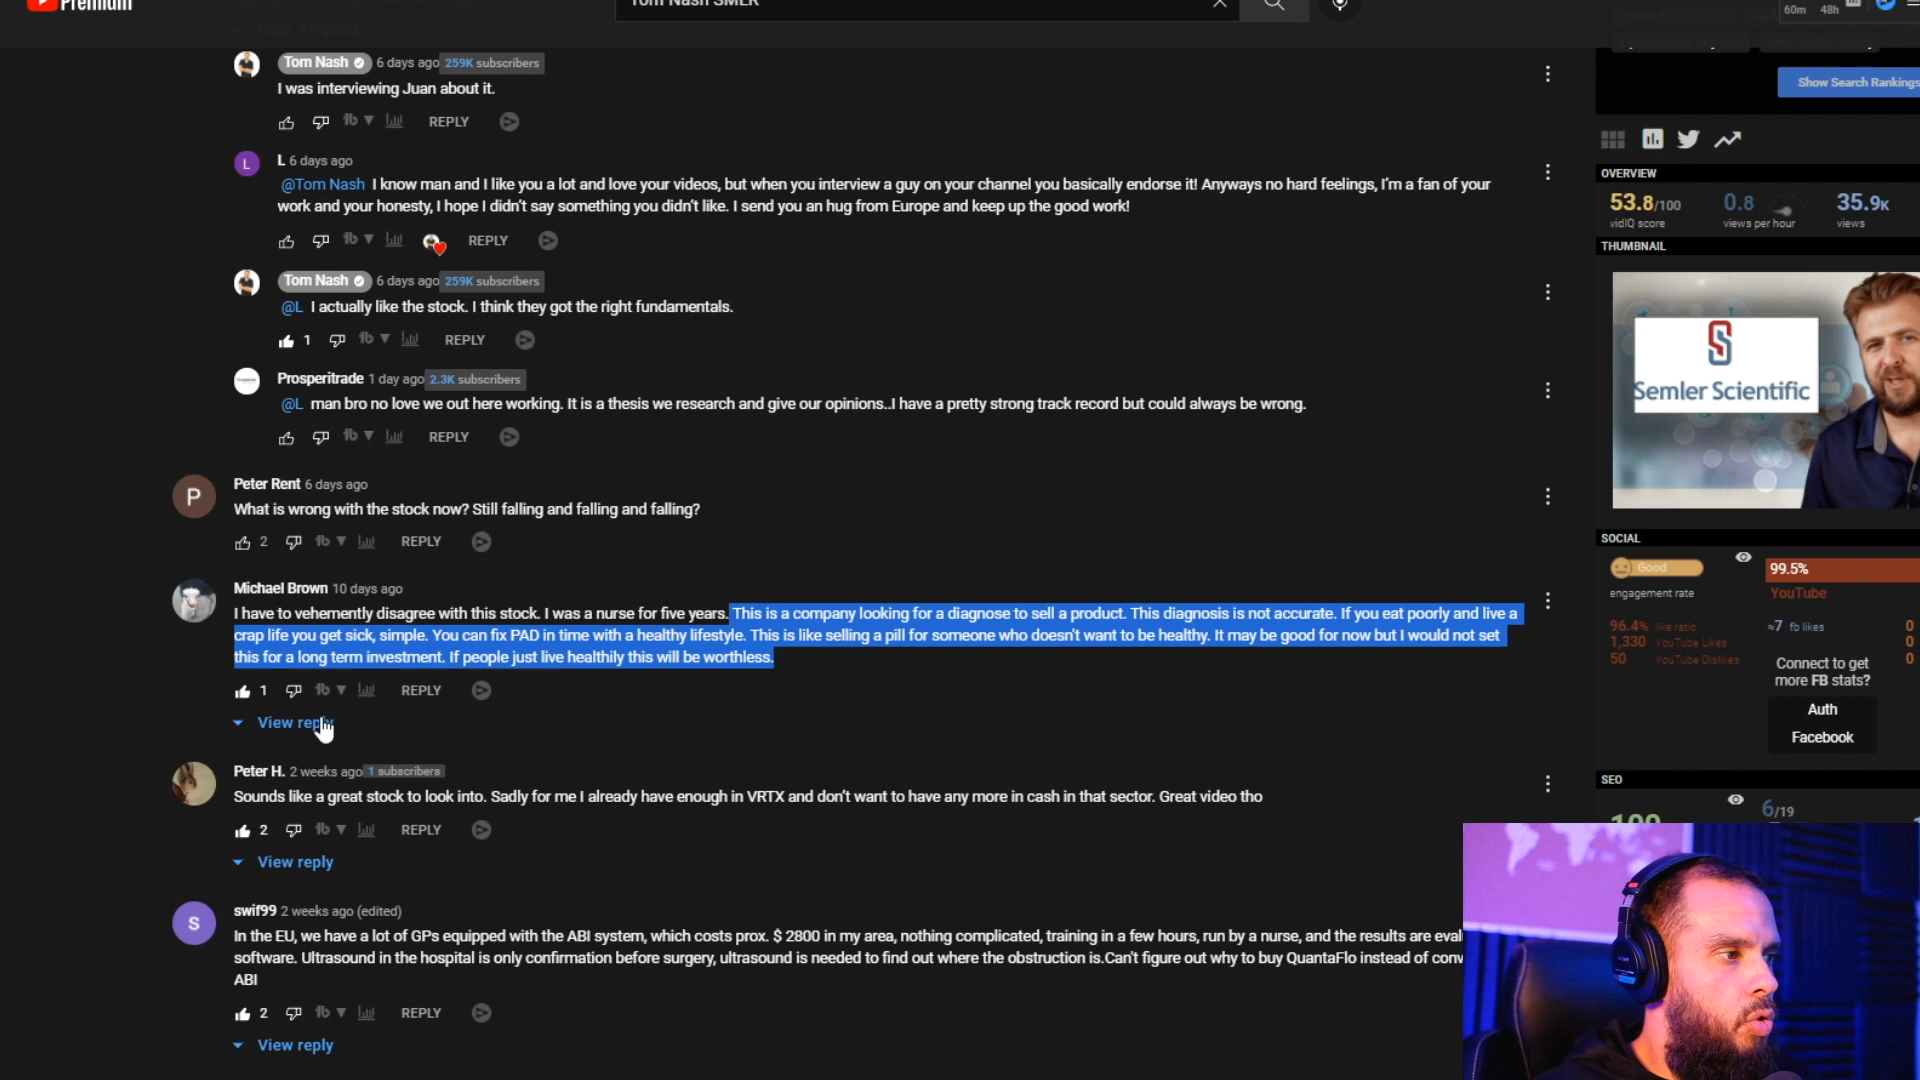 Premium
Tom Nash SMLR
60m 48h
Tom Nash 6 days ago 259K subscribers
I was interviewing Juan about it.
REPLY
Show Search Rankings
L 6 days ago
@Tom Nash I know man and I like you a lot and love your videos, but when you interview a guy on your channel you basically endorse it! Anyways no hard feelings, I'm a fan of your
work and your honesty, I hope I didn't say something you didn't like. I send you an hug from Europe and keep up the good work!
REPLY
Tom Nash 6 days ago 259K subscribers
@L I actually like the stock. I think they got the right fundamentals.
1 REPLY
Prosperitrade 1 day ago 2.3K subscribers
@L man bro no love we out here working. It is a thesis we research and give our opinions..I have a pretty strong track record but could always be wrong.
REPLY
P
Peter Rent 6 days ago
What is wrong with the stock now? Still falling and falling and falling?
2 REPLY
Michael Brown 10 days ago
I have to vehemently disagree with this stock. I was a nurse for five years. This is a company looking for a diagnose to sell a product. This diagnosis is not accurate. If you eat poorly and live a
crap life you get sick, simple. You can fix PAD in time with a healthy lifestyle. This is like selling a pill for someone who doesn't want to be healthy. It may be good for now but I would not set
this for a long term investment. If people just live healthily this will be worthless.
1 REPLY
View reply
Peter H. 2 weeks ago 1 subscribers
Sounds like a great stock to look into. Sadly for me I already have enough in VRTX and don't want to have any more in cash in that sector. Great video tho
2 REPLY
View reply
S
swif99 2 weeks ago (edited)
In the EU, we have a lot of GPs equipped with the ABI system, which costs prox. $ 2800 in my area, nothing complicated, training in a few hours, run by a nurse, and the results are eval
software. Ultrasound in the hospital is only confirmation before surgery, ultrasound is needed to find out where the obstruction is.Can't figure out why to buy QuantaFlo instead of conv
ABI
2 REPLY
View reply
OVERVIEW
53.8/100 0.8 35.9K
vidIQ score views per hour views
THUMBNAIL
Semler Scientific
SOCIAL
Good 99.5%
engagement rate YouTube
96.4% like ratio ≈7 fb likes 0
1,330 YouTube Likes 0
50 YouTube Dislikes 0
Connect to get
more FB stats?
Auth
Facebook
SEO
100 6/19